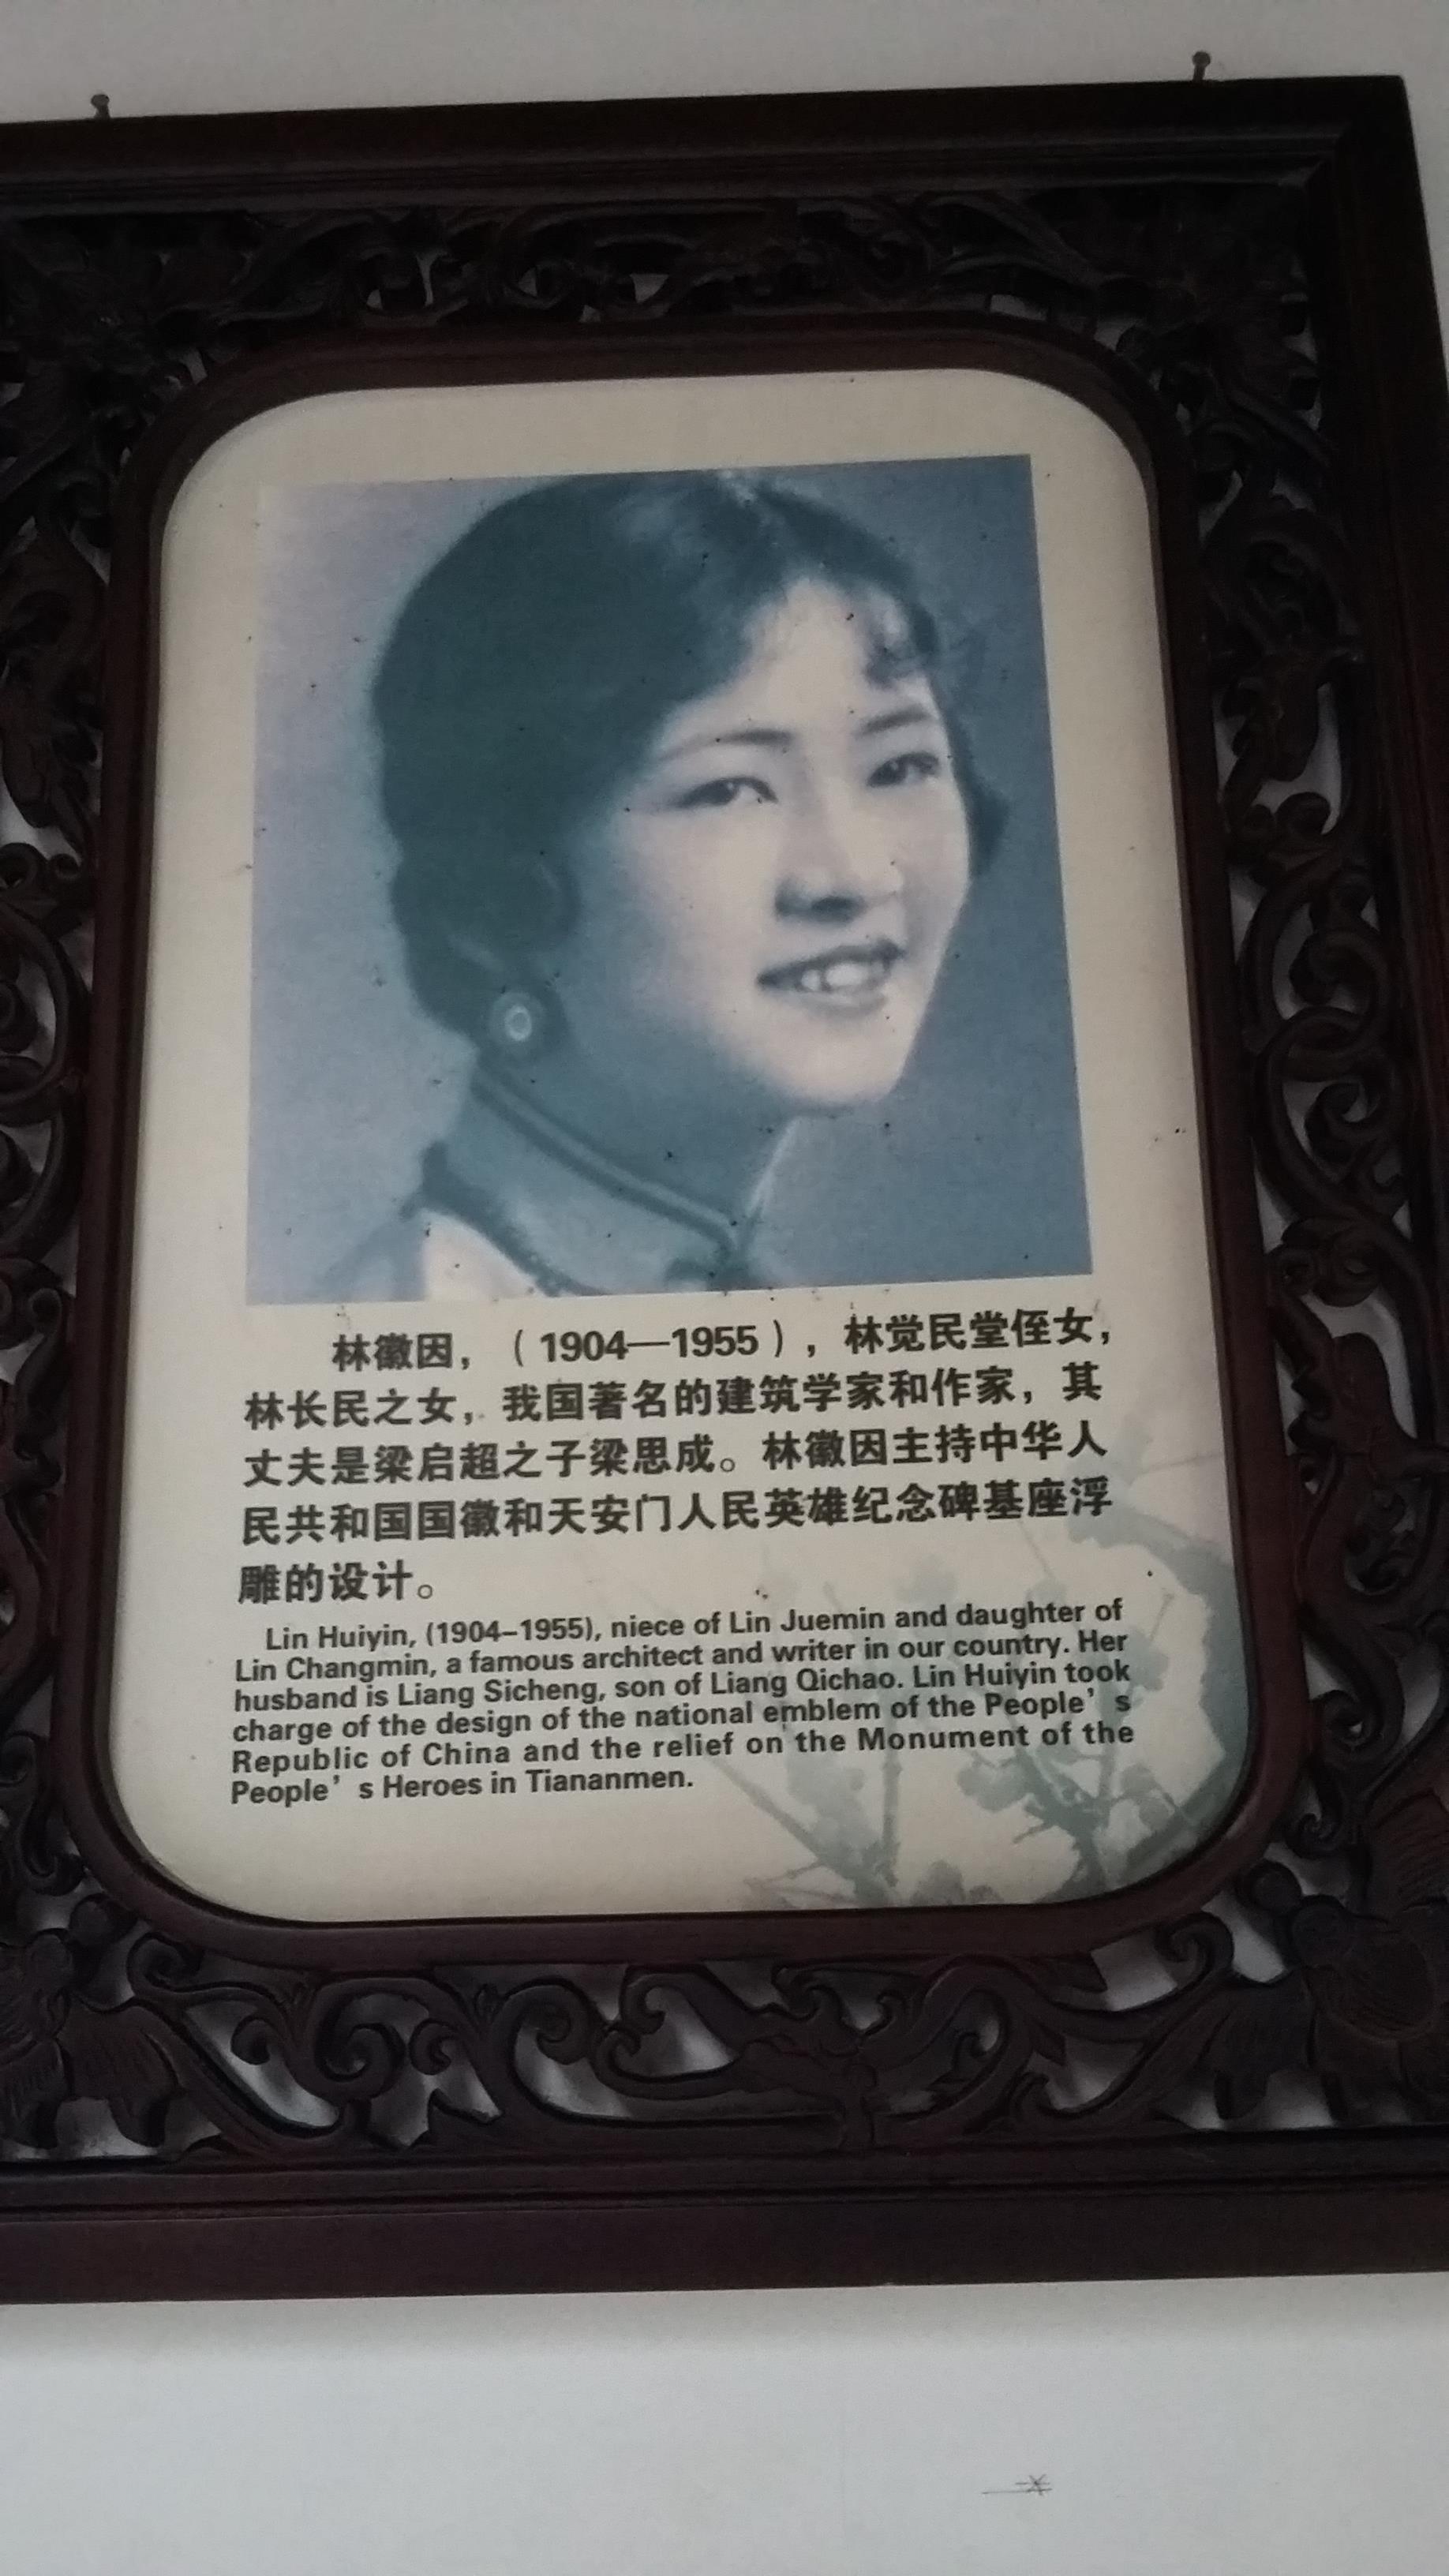 林徽因，（1904—1955），林觉民堂侄女，
林长民之女，我国著名的建筑学家和作家，其
丈夫是梁启超之子梁思成。林徽因主持中华人
民共和国国徽和天安门人民英雄纪念碑基座浮
雕的设计。
Lin Huiyin, (1904–1955), niece of Lin Juemin and daughter of
Lin Changmin, a famous architect and writer in our country. Her
husband is Liang Sicheng, son of Liang Qichao. Lin Huiyin took
charge of the design of the national emblem of the People’ s
Republic of China and the relief on the Monument of the
People’ s Heroes in Tiananmen.